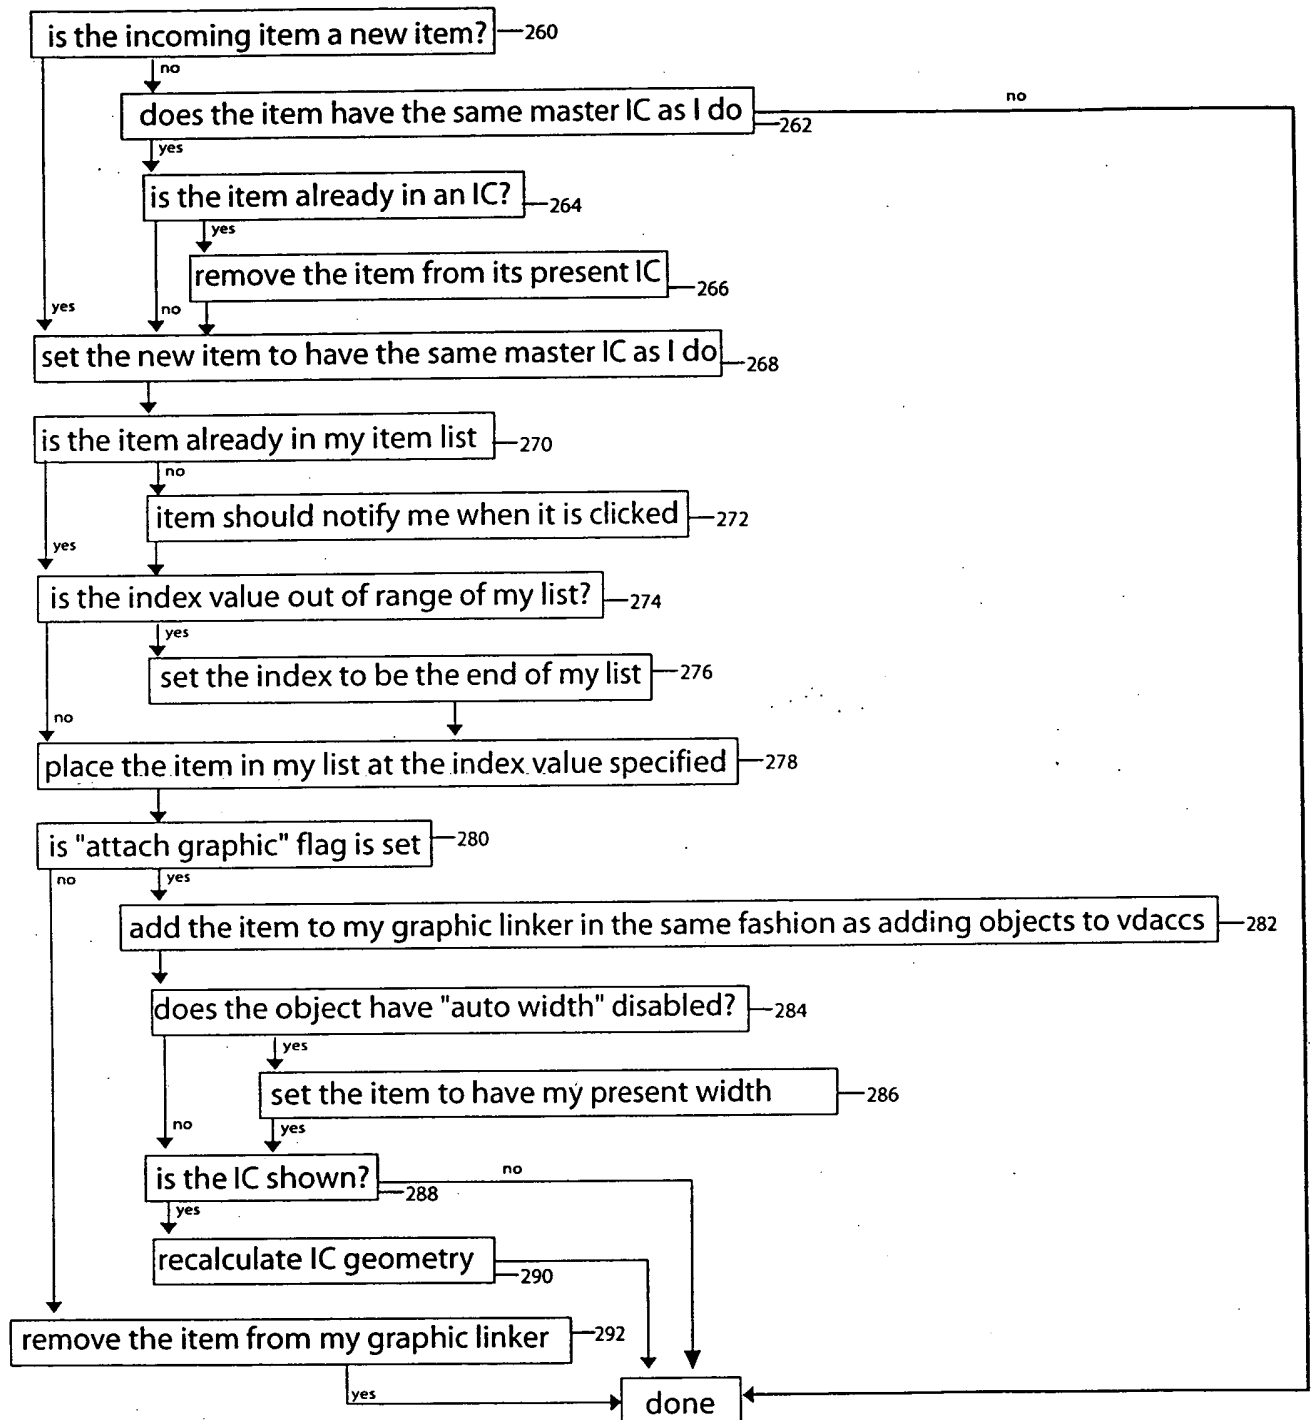 is the incoming item a new item?
260
no
does the item have the same master IC as I do
no
262
yes
is the item already in an IC?
264
yes
remove the item from its present IC
266
yes
no
set the new item to have the same master IC as I do
268
is the item already in my item list
270
no
item should notify me when it is clicked
272
yes
is the index value out of range of my list?
274
yes
set the index to be the end of my list
276
no
place the item in my list at the index value specified
278
is "attach graphic" flag is set
280
no
yes
add the item to my graphic linker in the same fashion as adding objects to vdaccs
282
does the object have "auto width" disabled?
284
yes
set the item to have my present width
286
no
yes
is the IC shown?
no
288
yes
recalculate IC geometry
290
remove the item from my graphic linker
292
yes
done